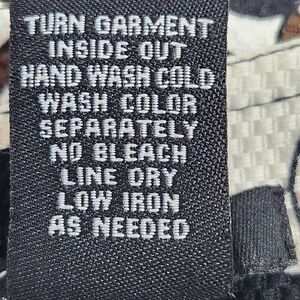 TURN GARMENT
INSIDE OUT
HAND WASH COLD
WASH COLOR
SEPARATELY
NO BLEACH
LINE DRY
LOW IRON
AS NEEDED